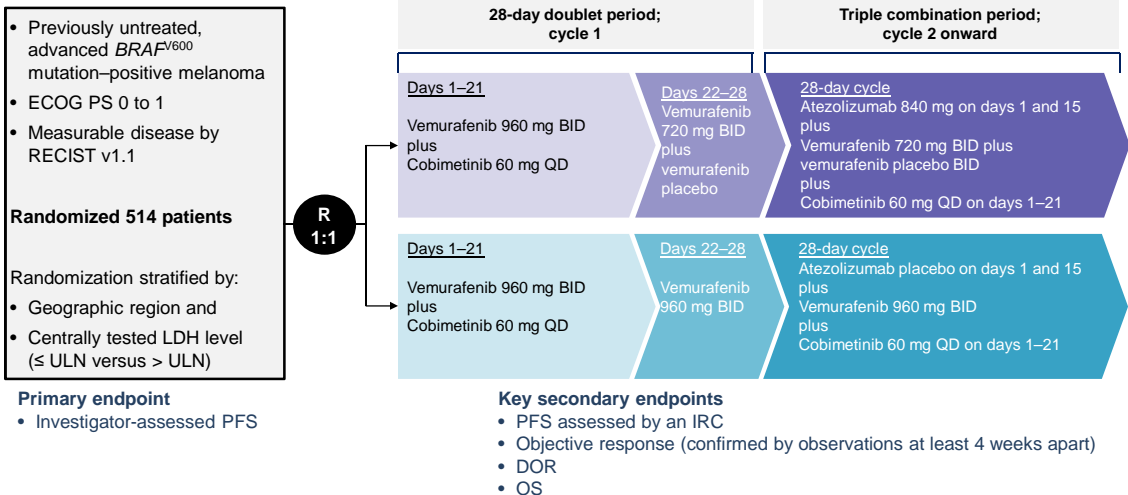 • Previously untreated,
advanced BRAFV600
mutation–positive melanoma
• ECOG PS 0 to 1
• Measurable disease by
RECIST v1.1
Randomized 514 patients
Randomization stratified by:
• Geographic region and
• Centrally tested LDH level
(≤ ULN versus > ULN)
R
1:1
28-day doublet period;
cycle 1
Triple combination period;
cycle 2 onward
Days 1–21
Vemurafenib 960 mg BID
plus
Cobimetinib 60 mg QD
Days 22–28
Vemurafenib
720 mg BID
plus
vemurafenib
placebo
28-day cycle
Atezolizumab 840 mg on days 1 and 15
plus
Vemurafenib 720 mg BID plus
vemurafenib placebo BID
plus
Cobimetinib 60 mg QD on days 1–21
Days 1–21
Vemurafenib 960 mg BID
plus
Cobimetinib 60 mg QD
Days 22–28
Vemurafenib
960 mg BID
28-day cycle
Atezolizumab placebo on days 1 and 15
plus
Vemurafenib 960 mg BID
plus
Cobimetinib 60 mg QD on days 1–21
Primary endpoint
• Investigator-assessed PFS
Key secondary endpoints
• PFS assessed by an IRC
• Objective response (confirmed by observations at least 4 weeks apart)
• DOR
• OS